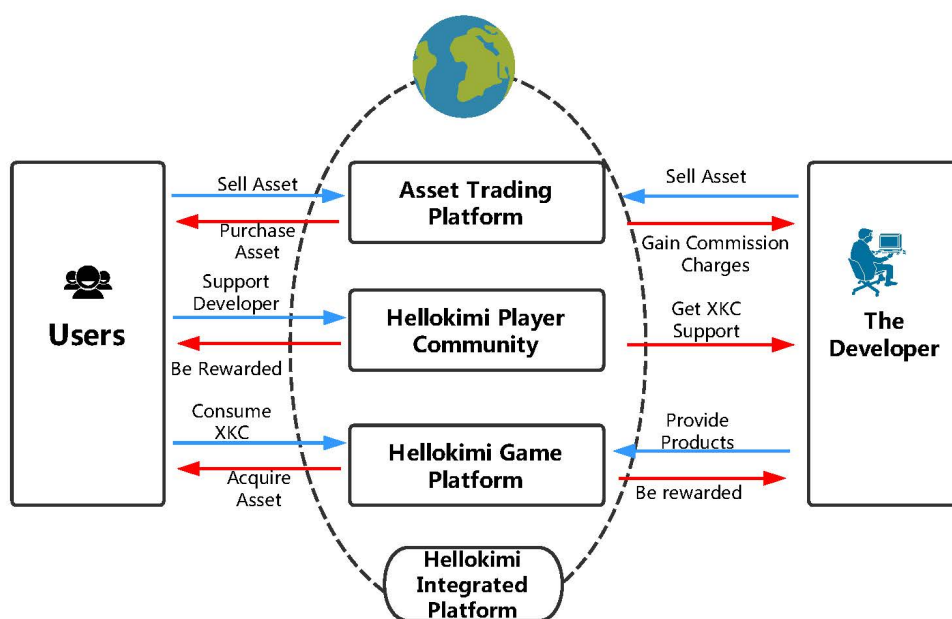 Users
Sell Asset
Purchase
Asset
Support
Developer
Be Rewarded
Consume
XKC
Acquire
Asset
Asset Trading
Platform
Hellokimi Player
Community
Hellokimi Game
Platform
Hellokimi
Integrated
Platform
Sell Asset
Gain Commission
Charges
Get XKC
Support
Provide
Products
Be rewarded
The
Developer